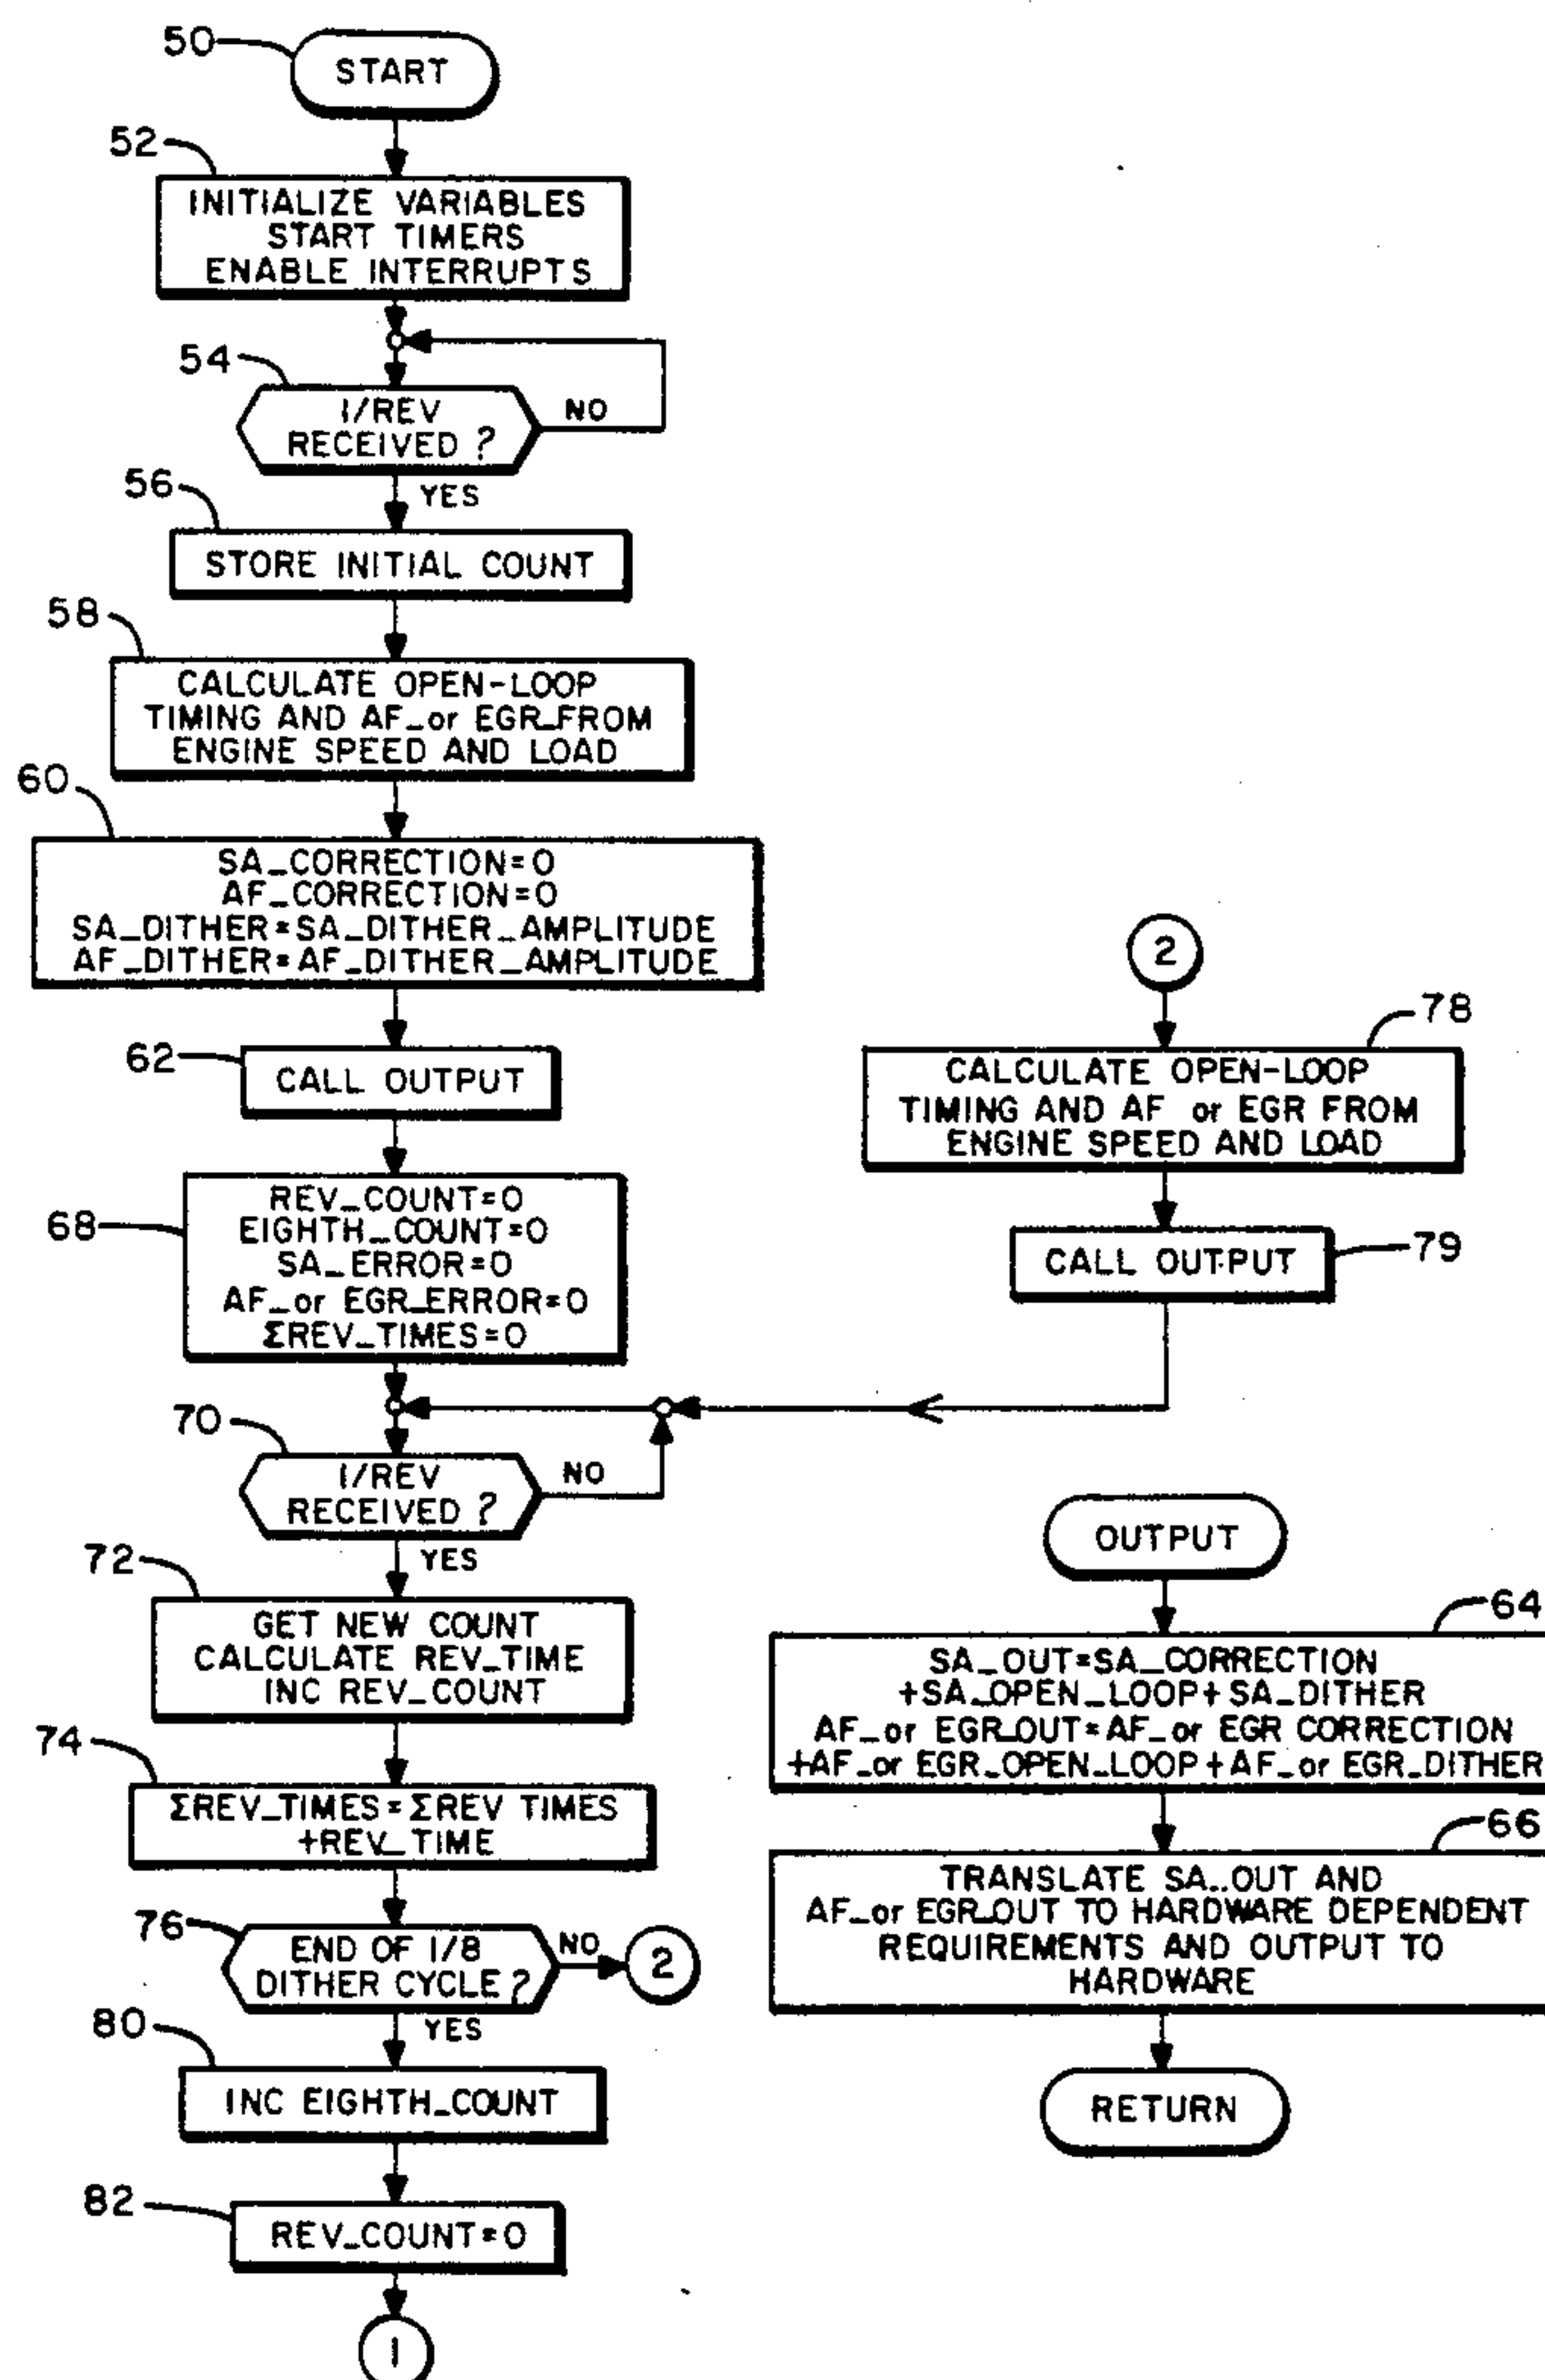 50
START
52
INITIALIZE VARIABLES
START TIMERS
ENABLE INTERRUPTS
54
1/REV
RECEIVED ?
NO
YES
56
STORE INITIAL COUNT
58
CALCULATE OPEN-LOOP
TIMING AND AF_or EGR_FROM
ENGINE SPEED AND LOAD
60
SA_CORRECTION=0
AF_CORRECTION=0
SA_DITHER=SA_DITHER_AMPLITUDE
AF_DITHER=AF_DITHER_AMPLITUDE
62
CALL OUTPUT
68
REV_COUNT=0
EIGHTH_COUNT=0
SA_ERROR=0
AF_or EGR_ERROR=0
ΣREV_TIMES=0
70
1/REV
RECEIVED ?
NO
YES
72
GET NEW COUNT
CALCULATE REV_TIME
INC REV_COUNT
74
ΣREV_TIMES=ΣREV TIMES
+REV_TIME
76
END OF 1/8
DITHER CYCLE ?
NO
2
YES
80
INC EIGHTH_COUNT
82
REV_COUNT=0
1
2
78
CALCULATE OPEN-LOOP
TIMING AND AF or EGR FROM
ENGINE SPEED AND LOAD
79
CALL OUTPUT
OUTPUT
64
SA_OUT=SA_CORRECTION
+SA_OPEN_LOOP+SA_DITHER
AF_or EGR_OUT=AF_or EGR CORRECTION
+AF_or EGR_OPEN_LOOP+AF_or EGR_DITHER
66
TRANSLATE SA_OUT AND
AF_or EGR_OUT TO HARDWARE DEPENDENT
REQUIREMENTS AND OUTPUT TO
HARDWARE
RETURN